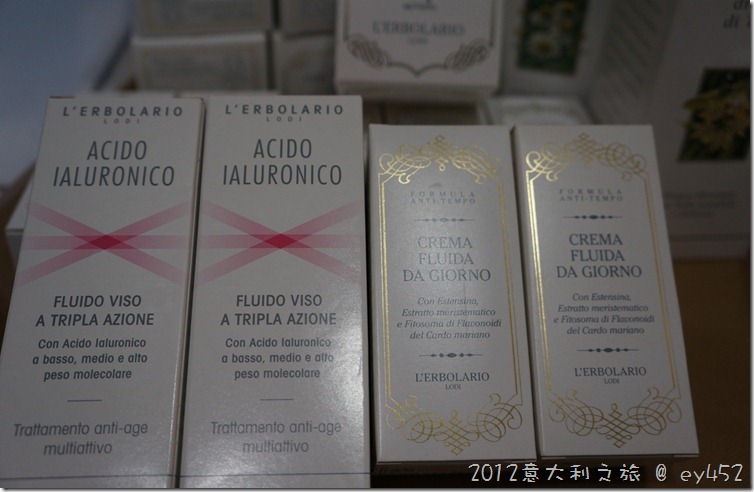 L'ERBOLARIO
LODI
L'ERBOLARIO
LODI
ACIDO
IALURONICO
FLUIDO VISO
A TRIPLA AZIONE
Con Acido Ialuronico
a basso, medio e alto
peso molecolare
Trattamento anti-age
multiattivo
L'ERBOLARIO
LODI
ACIDO
IALURONICO
FLUIDO VISO
A TRIPLA AZIONE
Con Acido Ialuronico
a basso, medio e alto
peso molecolare
Trattamento anti-age
multiattivo
FORMULA
ANTI-TEMPO
CREMA
FLUIDA
DA GIORNO
Con Estensina,
Estratto meristematico
e Fitosoma di Flavonoidi
del Cardo mariano
L'ERBOLARIO
LODI
FORMULA
ANTI-TEMPO
CREMA
FLUIDA
DA GIORNO
Con Estensina,
Estratto meristematico
e Fitosoma di Flavonoidi
del Cardo mariano
L'ERBOLARIO
LODI
2012意大利之旅 @ ey452